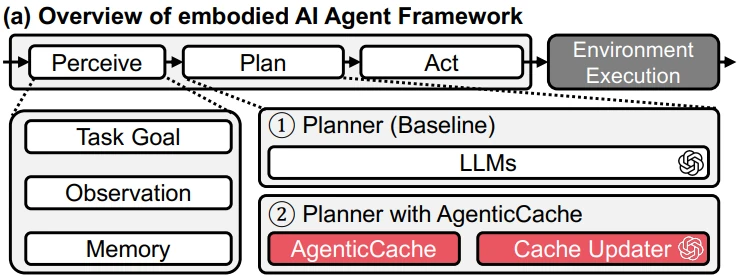 (a) Overview of embodied AI Agent Framework
Perceive
Plan
Act
Environment
Execution
Task Goal
Observation
Memory
① Planner (Baseline)
LLMs
② Planner with AgenticCache
AgenticCache
Cache Updater